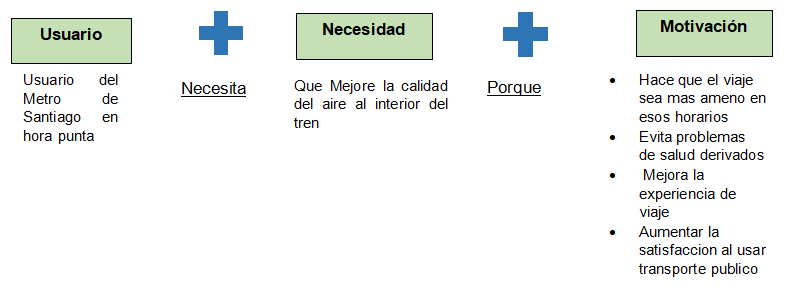 Usuario
Usuario del
Metro de
Santiago en
hora punta
Necesita
Necesidad
Que Mejore la calidad
del aire al interior del
tren
Porque
Motivación
• Hace que el viaje
sea mas ameno en
esos horarios
• Evita problemas
de salud derivados
• Mejora la
experiencia de
viaje
• Aumentar la
satisfaccion al usar
transporte publico